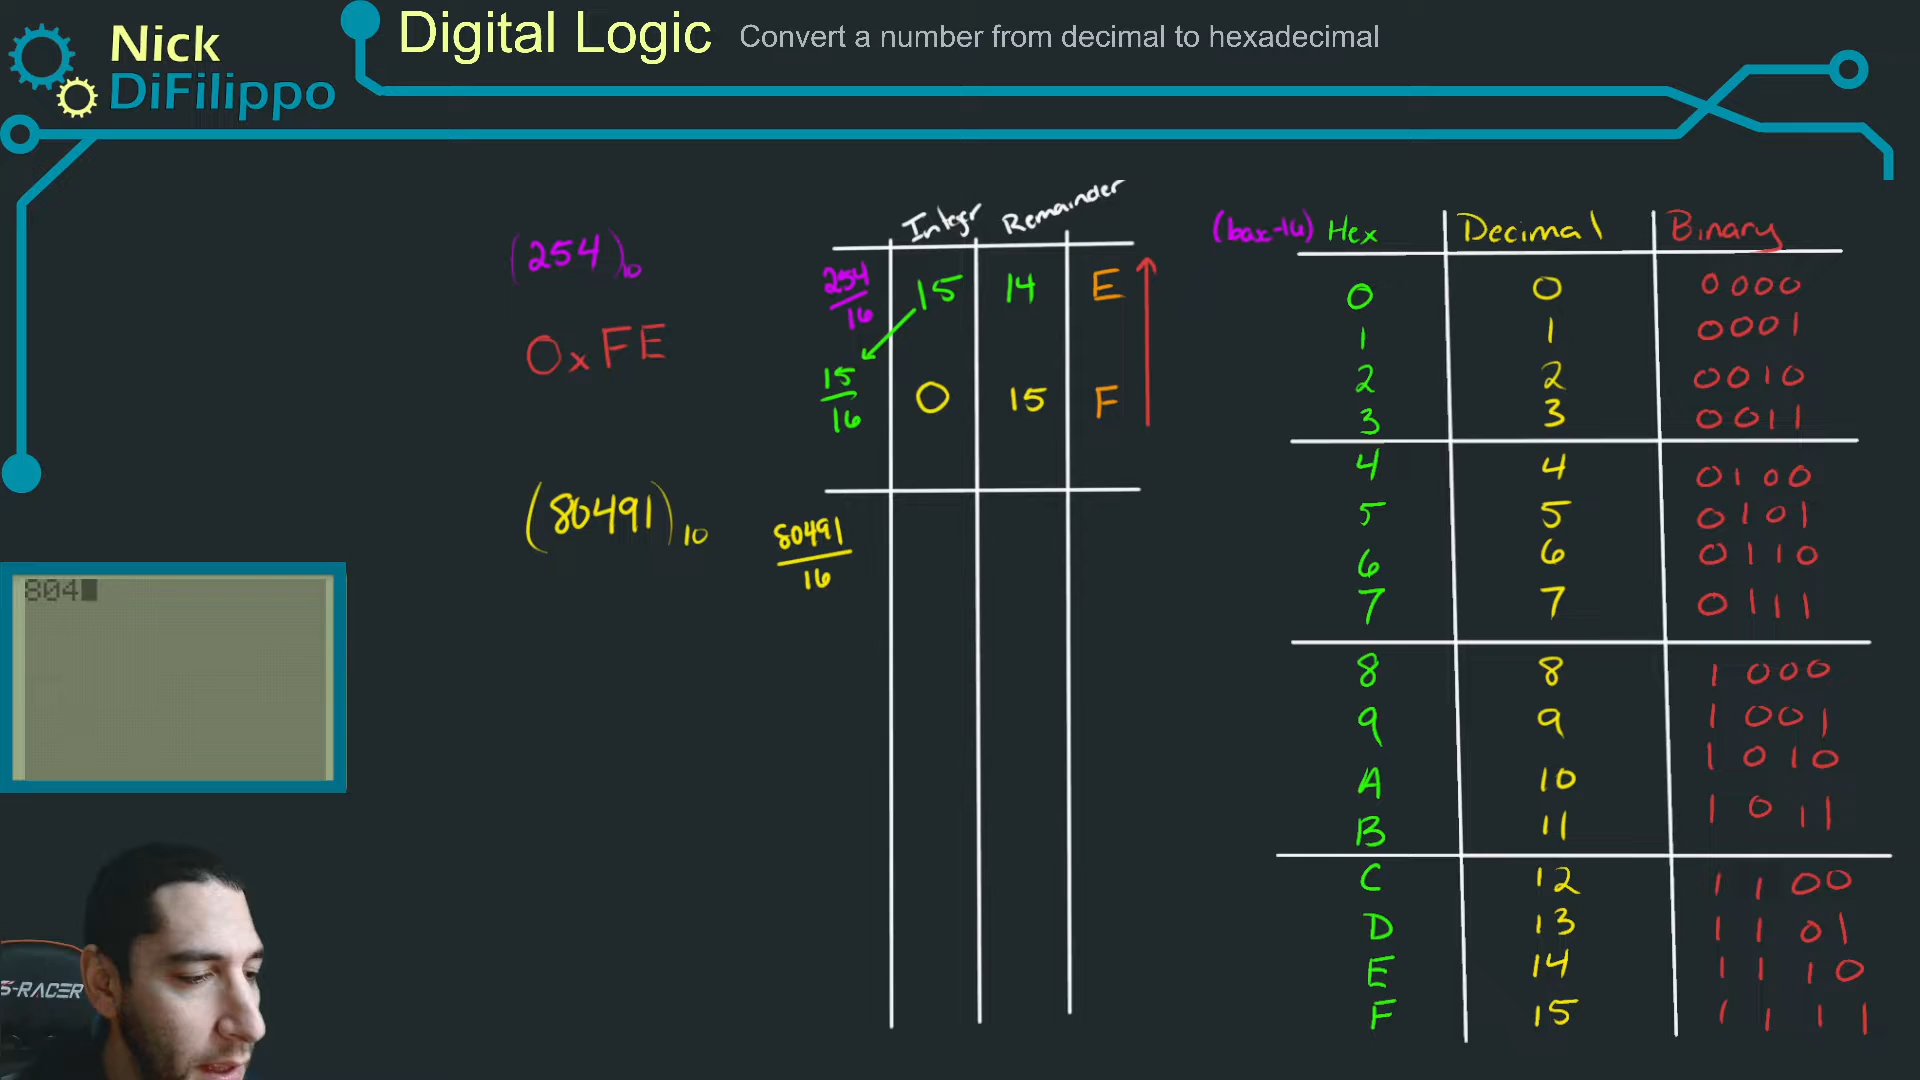 Nick
DiFilippo
Digital Logic
Convert a number from decimal to hexadecimal
(254)10
0xFE
(80491)10
Integr Remainder
254/16 15 14 E
15/16 0 15 F
80491/16
Hex Decimal Binary
0 0 0000
1 1 0001
2 2 0010
3 3 0011
4 4 0100
5 5 0101
6 6 0110
7 7 0111
8 8 1000
9 9 1001
A 10 1010
B 11 1011
C 12 1100
D 13 1101
E 14 1110
F 15 1111
804
S-RACER